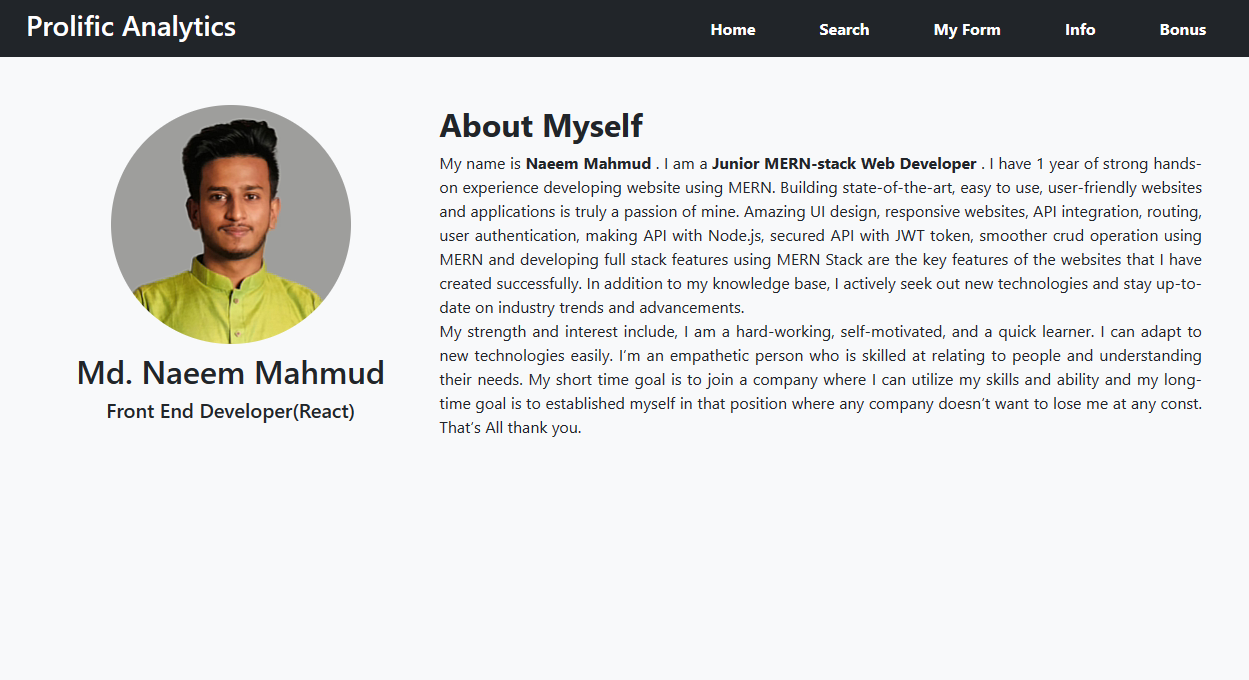 Prolific Analytics
Home Search My Form Info Bonus
About Myself
My name is Naeem Mahmud . I am a Junior MERN-stack Web Developer . I have 1 year of strong hands-
on experience developing website using MERN. Building state-of-the-art, easy to use, user-friendly websites
and applications is truly a passion of mine. Amazing UI design, responsive websites, API integration, routing,
user authentication, making API with Node.js, secured API with JWT token, smoother crud operation using
MERN and developing full stack features using MERN Stack are the key features of the websites that I have
created successfully. In addition to my knowledge base, I actively seek out new technologies and stay up-to-
date on industry trends and advancements.
My strength and interest include, I am a hard-working, self-motivated, and a quick learner. I can adapt to
new technologies easily. I’m an empathetic person who is skilled at relating to people and understanding
their needs. My short time goal is to join a company where I can utilize my skills and ability and my long-
time goal is to established myself in that position where any company doesn’t want to lose me at any const.
That’s All thank you.
Md. Naeem Mahmud
Front End Developer(React)